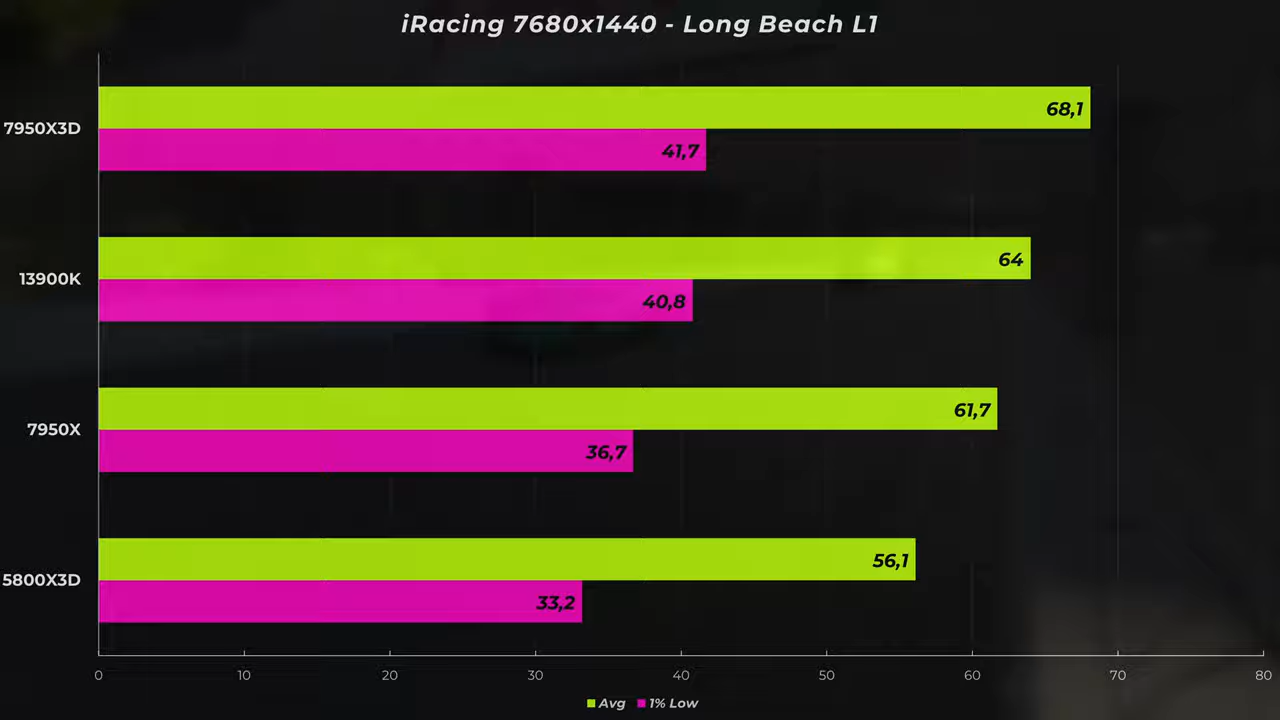 iRacing 7680x1440 - Long Beach L1
7950X3D
68,1
41,7
13900K
64
40,8
7950X
61,7
36,7
5800X3D
56,1
33,2
0 10 20 30 40 50 60 70 80
Avg 1% Low